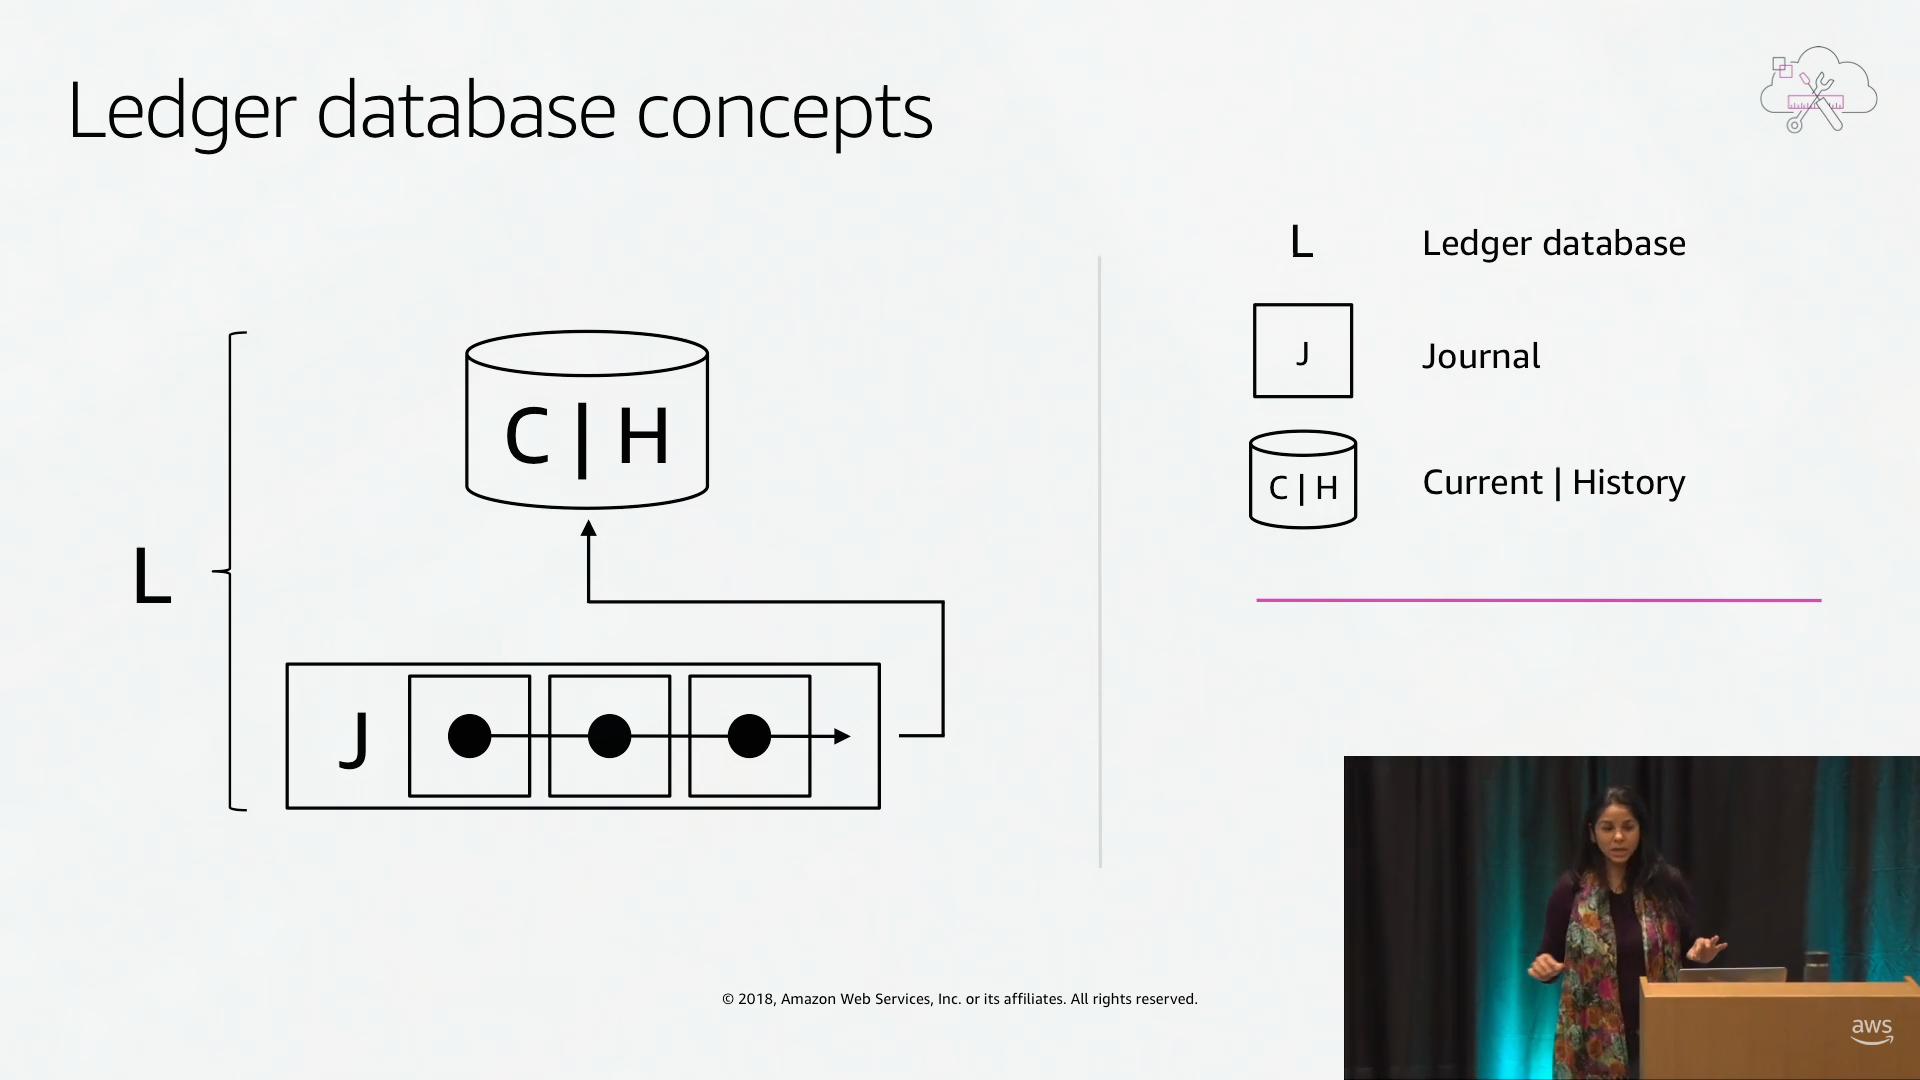 Ledger database concepts
L
C | H
J
L Ledger database
J Journal
C | H Current | History
© 2018, Amazon Web Services, Inc. or its affiliates. All rights reserved.
aws